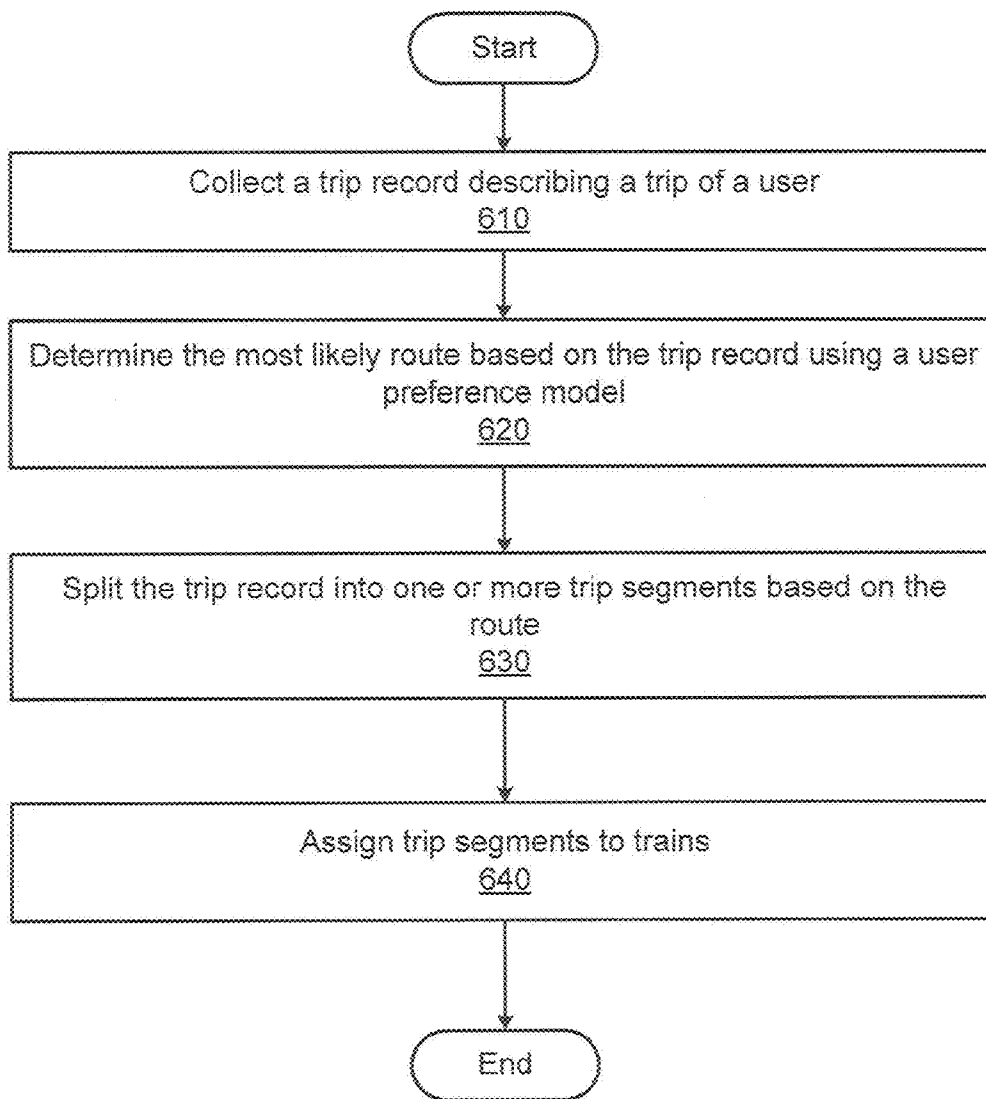 Start
Collect a trip record describing a trip of a user
610
Determine the most likely route based on the trip record using a user
preference model
620
Split the trip record into one or more trip segments based on the
route
630
Assign trip segments to trains
640
End